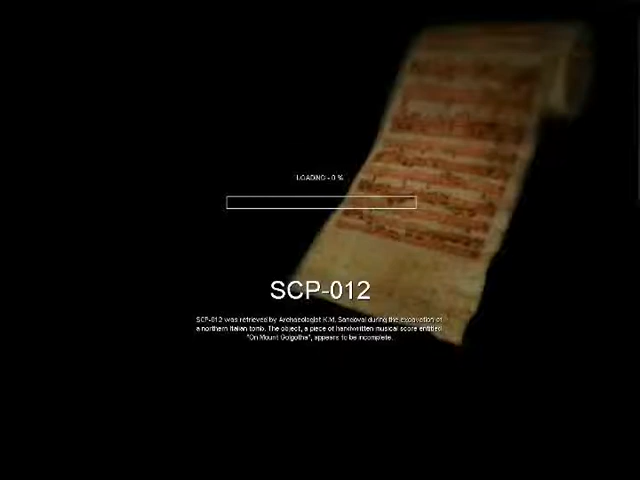 LOADING - 0 %
SCP-012
SCP-012 was retrieved by Archaeologist K.M. Sandoval during the excavation of
a northern Italian tomb. The object, a piece of handwritten musical score entitled
"On Mount Golgotha", appears to be incomplete.